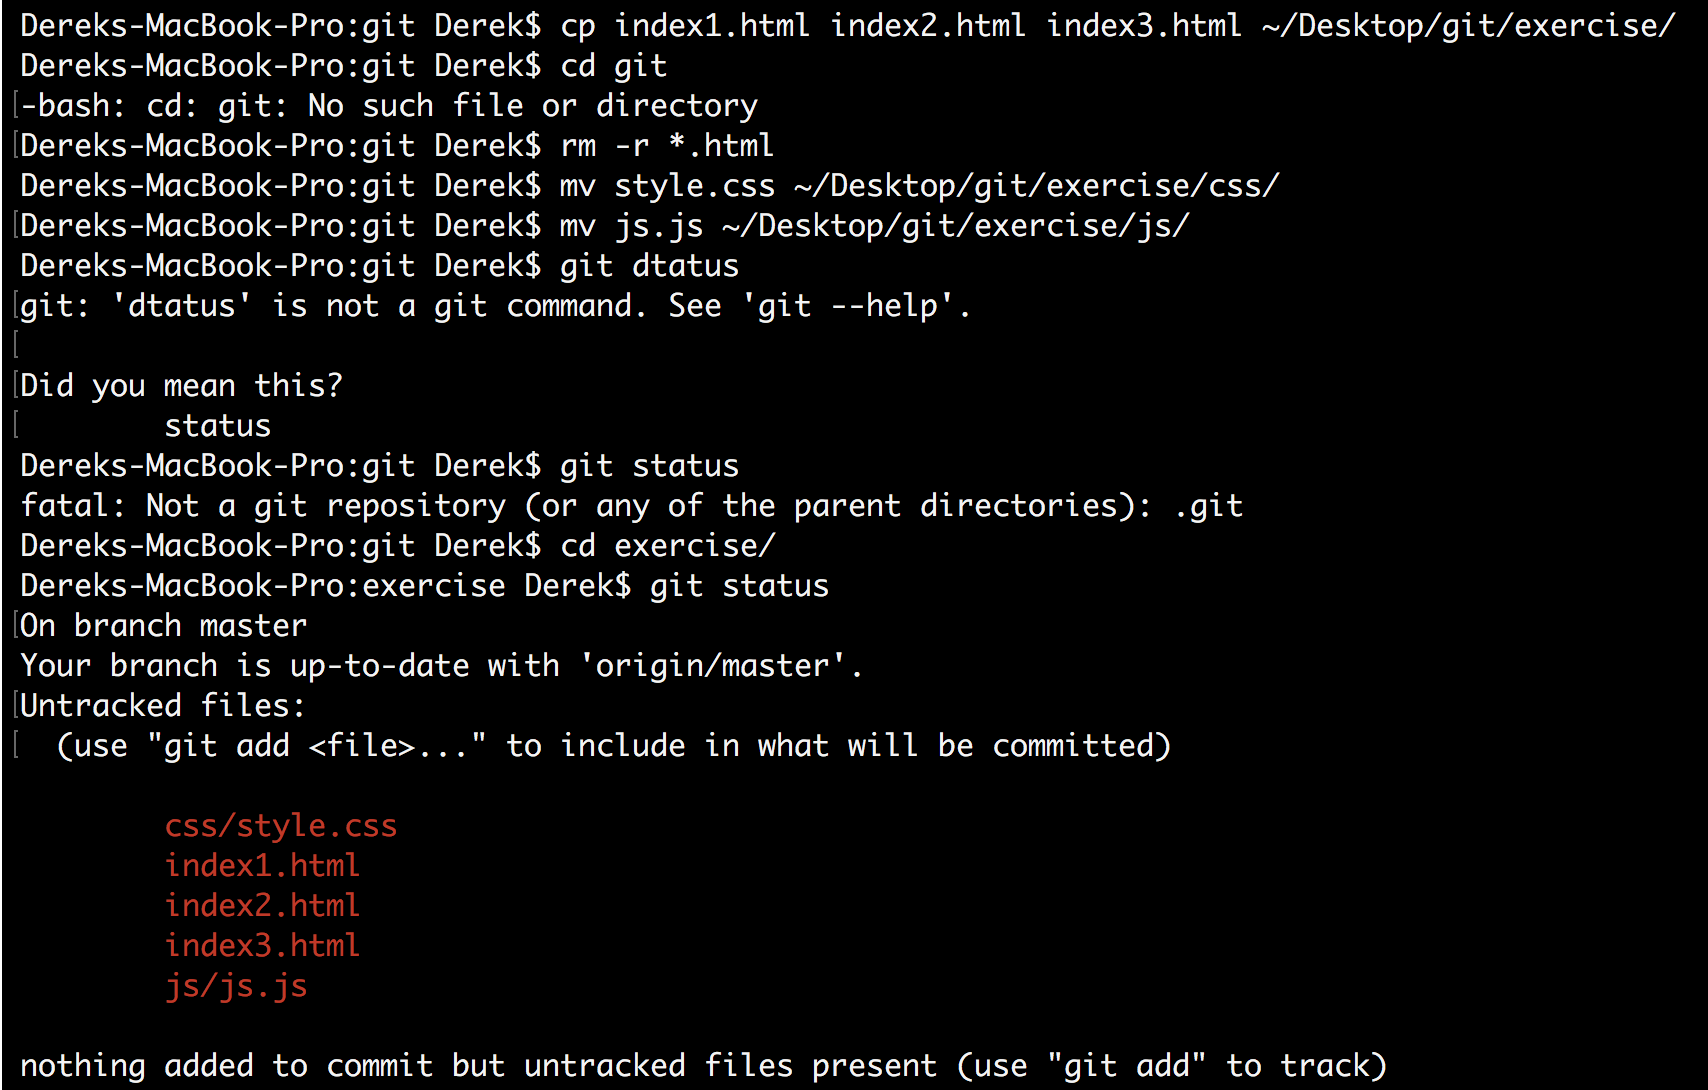 Dereks-MacBook-Pro:git Derek$ cp index1.html index2.html index3.html ~/Desktop/git/exercise/
Dereks-MacBook-Pro:git Derek$ cd git
[-bash: cd: git: No such file or directory
[Dereks-MacBook-Pro:git Derek$ rm -r *.html
Dereks-MacBook-Pro:git Derek$ mv style.css ~/Desktop/git/exercise/css/
[Dereks-MacBook-Pro:git Derek$ mv js.js ~/Desktop/git/exercise/js/
Dereks-MacBook-Pro:git Derek$ git dtatus
[git: 'dtatus' is not a git command. See 'git --help'.
[
[Did you mean this?
[        status
Dereks-MacBook-Pro:git Derek$ git status
fatal: Not a git repository (or any of the parent directories): .git
Dereks-MacBook-Pro:git Derek$ cd exercise/
Dereks-MacBook-Pro:exercise Derek$ git status
[On branch master
Your branch is up-to-date with 'origin/master'.
[Untracked files:
[  (use "git add <file>..." to include in what will be committed)
css/style.css
index1.html
index2.html
index3.html
js/js.js
nothing added to commit but untracked files present (use "git add" to track)